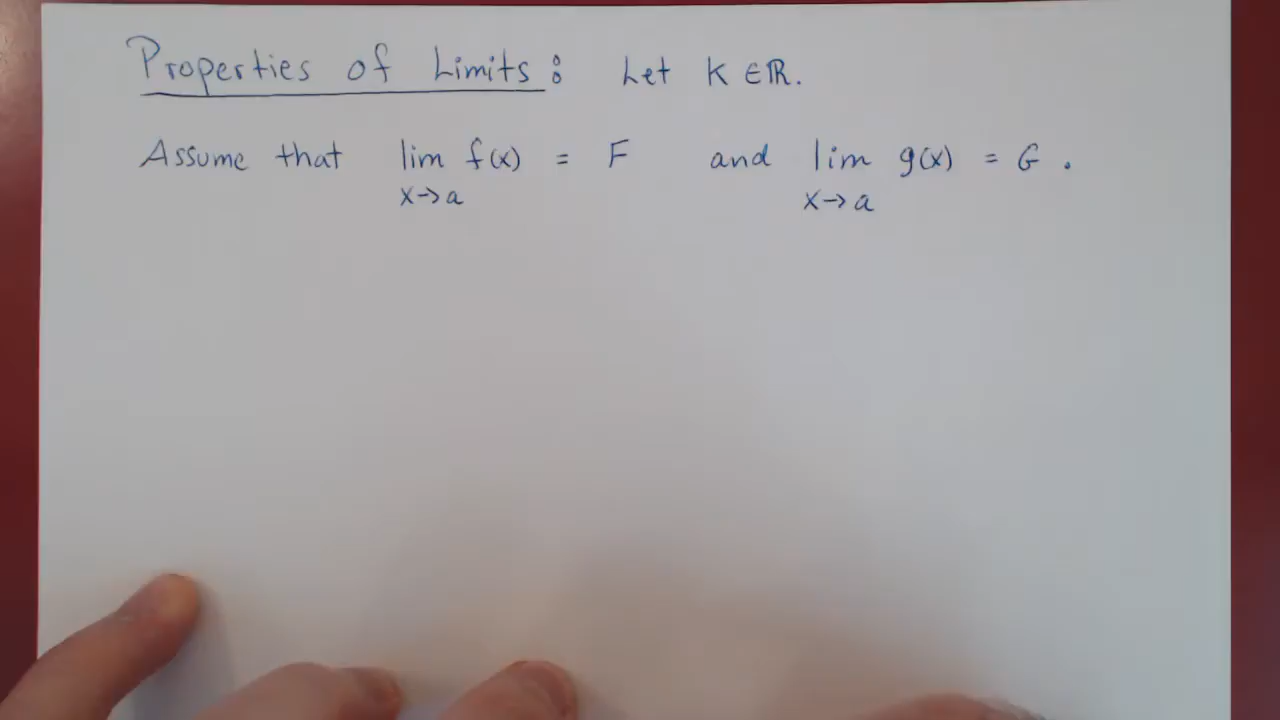 Properties of Limits: Let K ∈ ℝ.
Assume that lim f(x) = F and lim g(x) = G.
x→a x→a